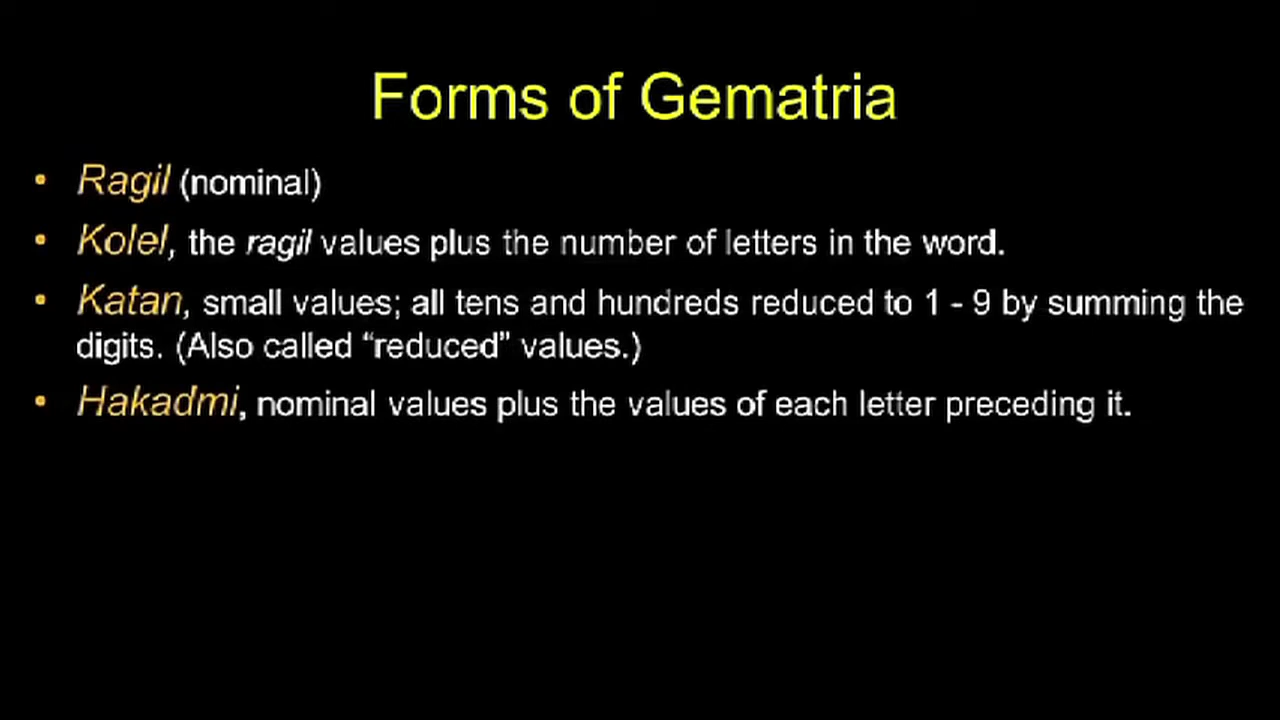 Forms of Gematria
• Ragil (nominal)
• Kolel, the ragil values plus the number of letters in the word.
• Katan, small values; all tens and hundreds reduced to 1 - 9 by summing the
digits. (Also called “reduced” values.)
• Hakadmi, nominal values plus the values of each letter preceding it.